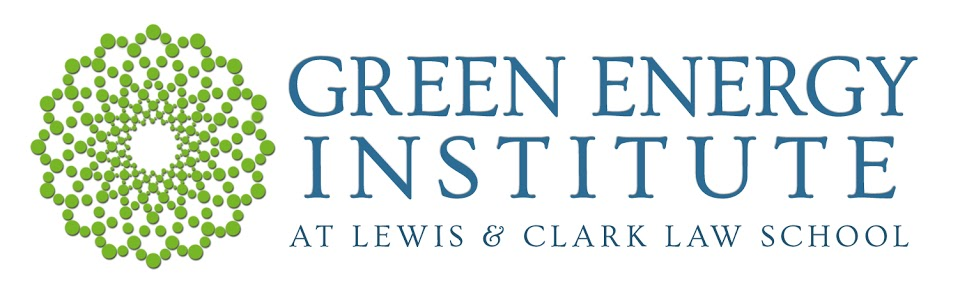 GREEN ENERGY
INSTITUTE
AT LEWIS & CLARK LAW SCHOOL